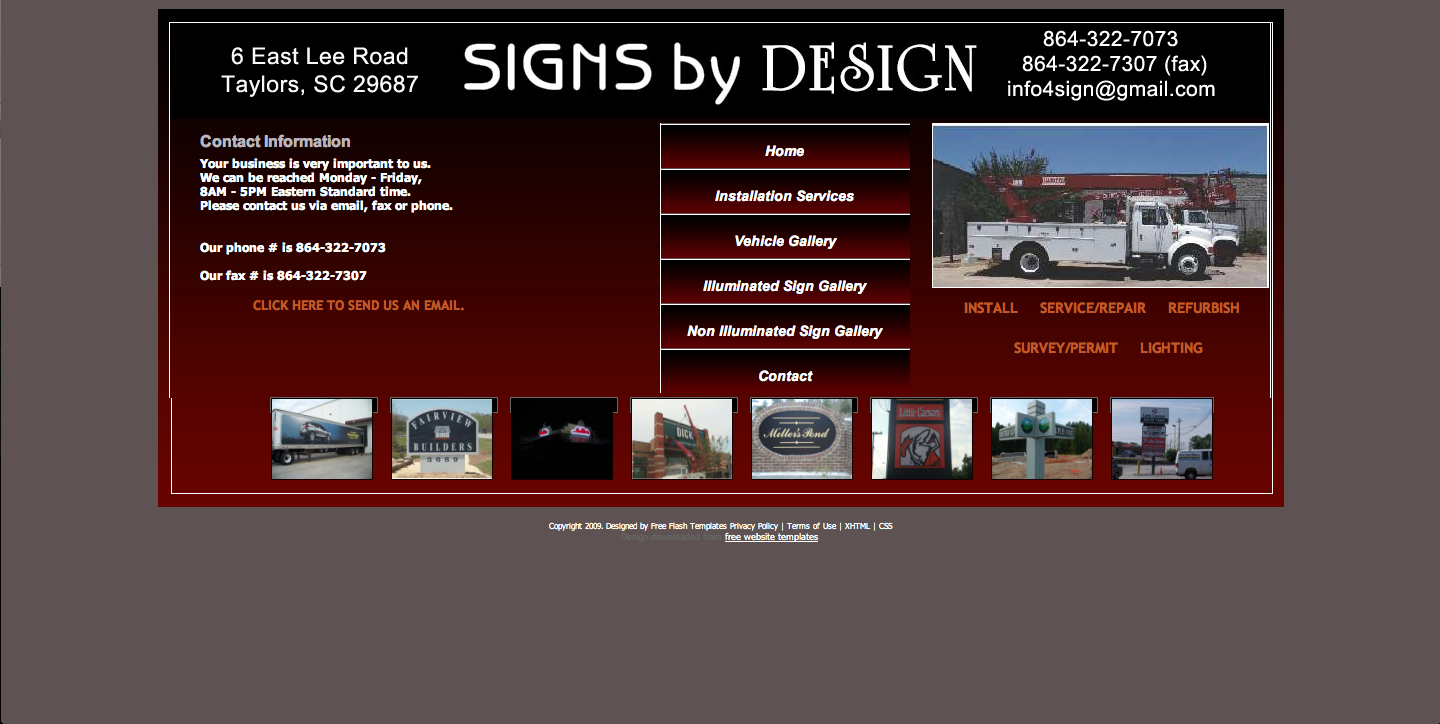 6 East Lee Road
Taylors, SC 29687
SIGNS by DESIGN
864-322-7073
864-322-7307 (fax)
info4sign@gmail.com
Contact Information
Your business is very important to us.
We can be reached Monday - Friday,
8AM - 5PM Eastern Standard time.
Please contact us via email, fax or phone.
Our phone # is 864-322-7073
Our fax # is 864-322-7307
CLICK HERE TO SEND US AN EMAIL.
Home
Installation Services
Vehicle Gallery
Illuminated Sign Gallery
Non Illuminated Sign Gallery
Contact
INSTALL SERVICE/REPAIR REFURBISH
SURVEY/PERMIT LIGHTING
FAIRVIEW
BUILDERS
3689
DICK
Miller's Pond
Little Caesars
Copyright 2009. Designed by Free Flash Templates Privacy Policy | Terms of Use | XHTML | CSS
Design downloaded from free website templates